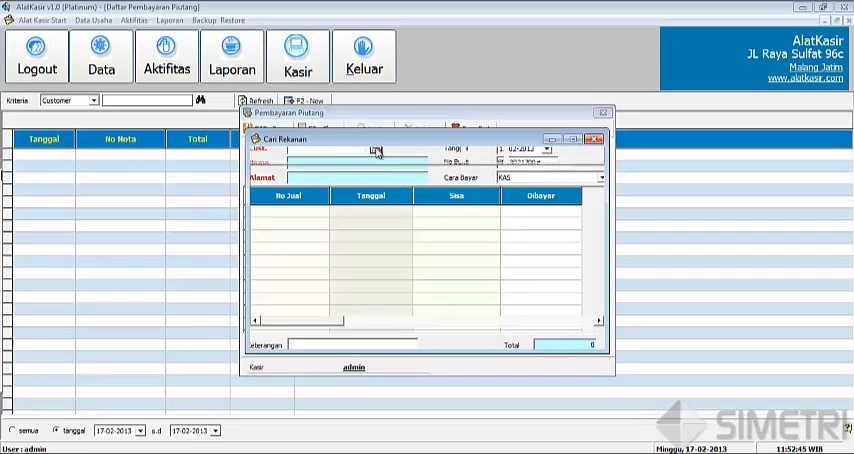 AlatKasir v1.0 (Platinum) - [Daftar Pembayaran Piutang]
Alat Kasir Start Data Usaha Aktifitas Laporan Backup Restore
Logout Data Aktifitas Laporan Kasir Keluar
AlatKasir
JL Raya Sulfat 96c
Malang Jatim
www.alatkasir.com
Kriteria Customer Refresh F2 - New
Pembayaran Piutang
Tanggal No Nota Total
Cari Rekanan
Cust.
02-2013
Alamat Cara Bayar KAS
No Jual Tanggal Sisa Dibayar
eterangan Total 0
Kasir admin
semua tanggal 17-02-2013 s.d 17-02-2013
SIMETRI
User : admin Minggu, 17-02-2013 11:52:45 WIB